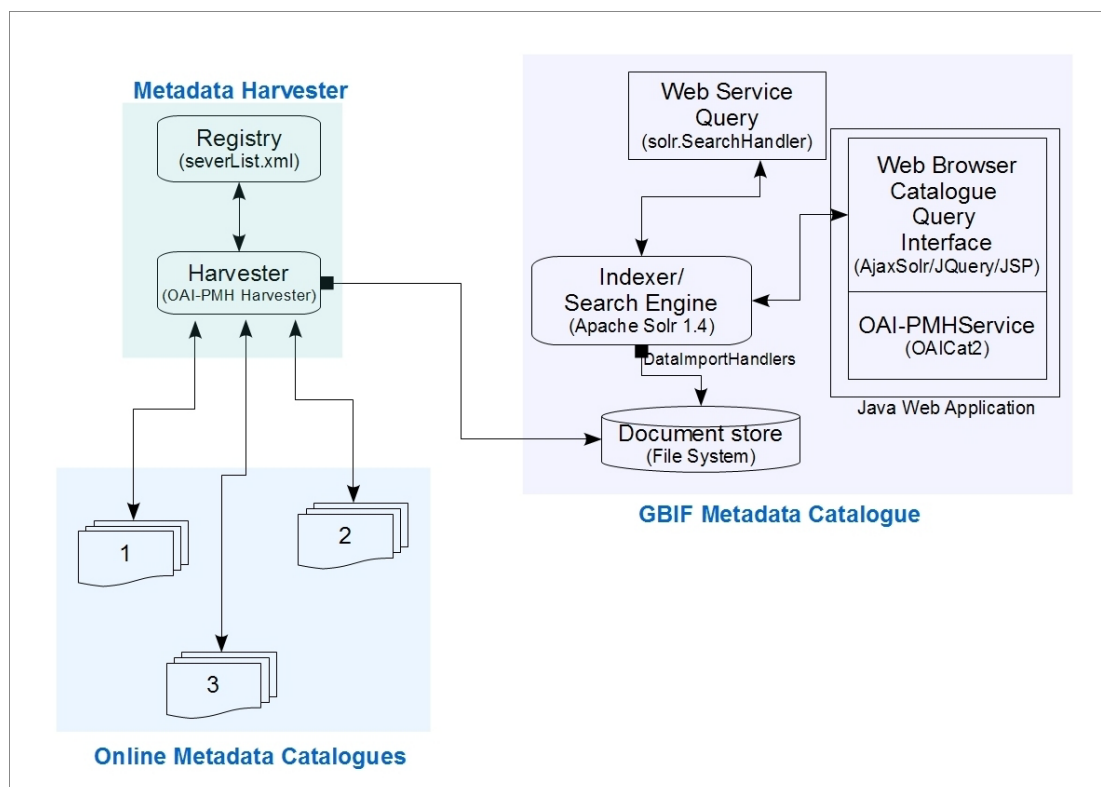 Metadata Harvester
Registry
(severList.xml)
Harvester
(OAI-PMH Harvester)
1
2
3
Online Metadata Catalogues
Web Service
Query
(solr.SearchHandler)
Web Browser
Catalogue
Query
Interface
(AjaxSolr/JQuery/JSP)
OAI-PMHService
(OAICat2)
Java Web Application
Indexer/
Search Engine
(Apache Solr 1.4)
DataImportHandlers
Document store
(File System)
GBIF Metadata Catalogue